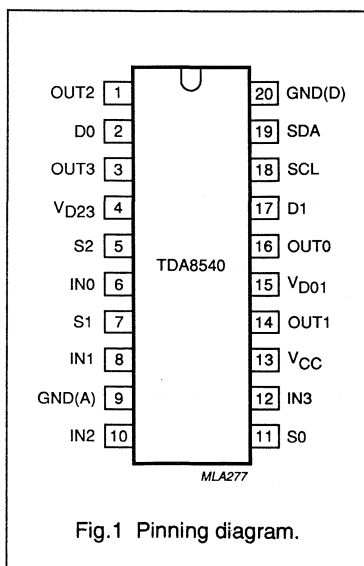 OUT2 1
D0 2
OUT3 3
VD23 4
S2 5
IN0 6
S1 7
IN1 8
GND(A) 9
IN2 10
TDA8540
20 GND(D)
19 SDA
18 SCL
17 D1
16 OUT0
15 VD01
14 OUT1
13 VCC
12 IN3
11 S0
MLA277
Fig.1 Pinning diagram.